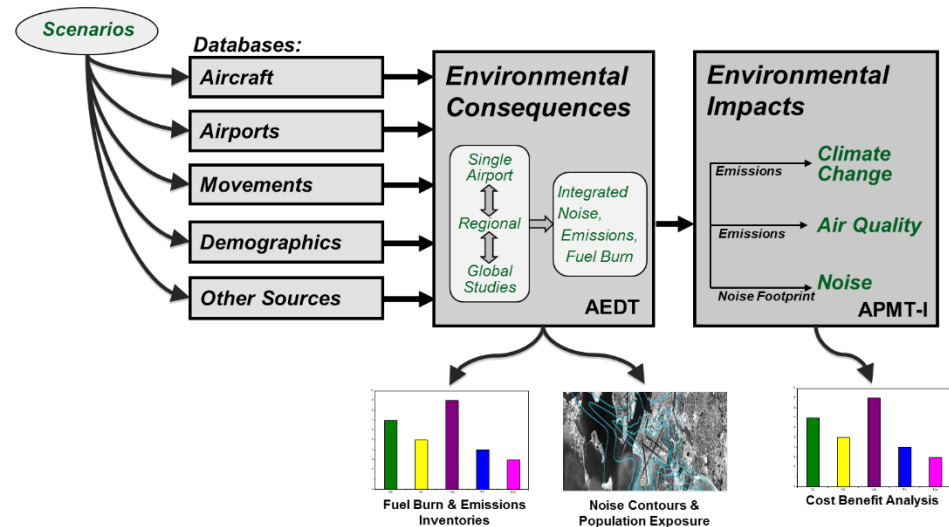 Scenarios
Databases:
Aircraft
Airports
Movements
Demographics
Other Sources
Environmental
Consequences
Single
Airport
Regional
Global
Studies
Integrated
Noise,
Emissions,
Fuel Burn
AEDT
Environmental
Impacts
Emissions
Climate
Change
Emissions
Air Quality
Noise Footprint
Noise
APMT-I
Fuel Burn & Emissions
Inventories
Noise Contours &
Population Exposure
Cost Benefit Analysis